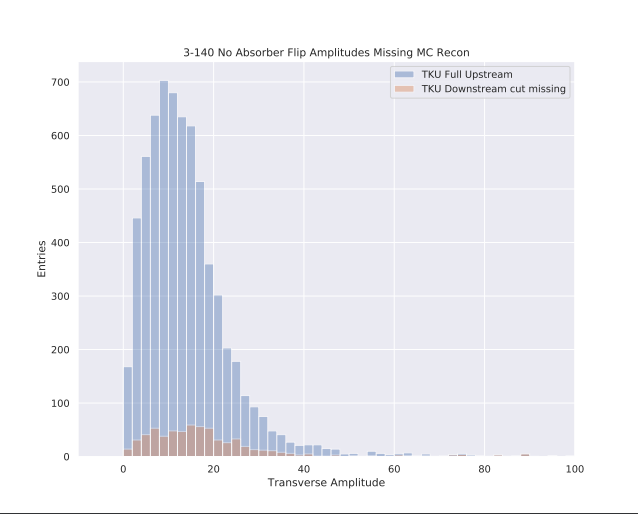 3-140 No Absorber Flip Amplitudes Missing MC Recon
TKU Full Upstream
TKU Downstream cut missing
700
600
500
400
300
200
100
0
Entries
0 20 40 60 80 100
Transverse Amplitude